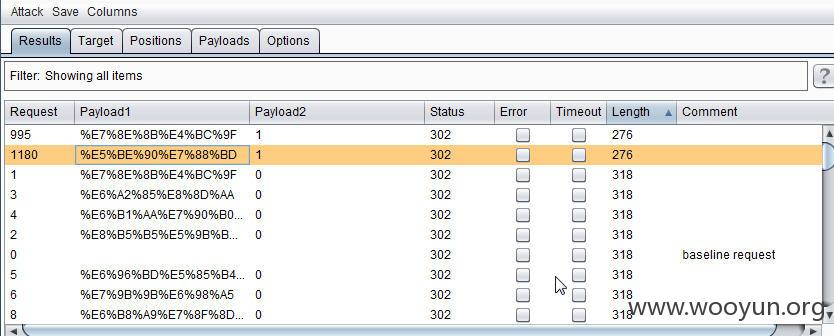 Attack Save Columns
Results Target Positions Payloads Options
Filter: Showing all items
?
Request Payload1 Payload2 Status Error Timeout Length Comment
995 %E7%8E%8B%E4%BC%9F 1 302 276
1180 %E5%BE%90%E7%88%BD 1 302 276
1 %E7%8E%8B%E4%BC%9F 0 302 318
3 %E6%A2%85%E8%8D%AA 0 302 318
4 %E6%B1%AA%E7%90%B0... 0 302 318
2 %E8%B5%B5%E5%9B%B... 0 302 318
0 302 318 baseline request
5 %E6%96%BD%E5%85%B4... 0 302 318
6 %E7%9B%9B%E6%98%A5 0 302 318
8 %E6%B8%A9%E7%8F%8D... 0 302 318
www.wooyun.org